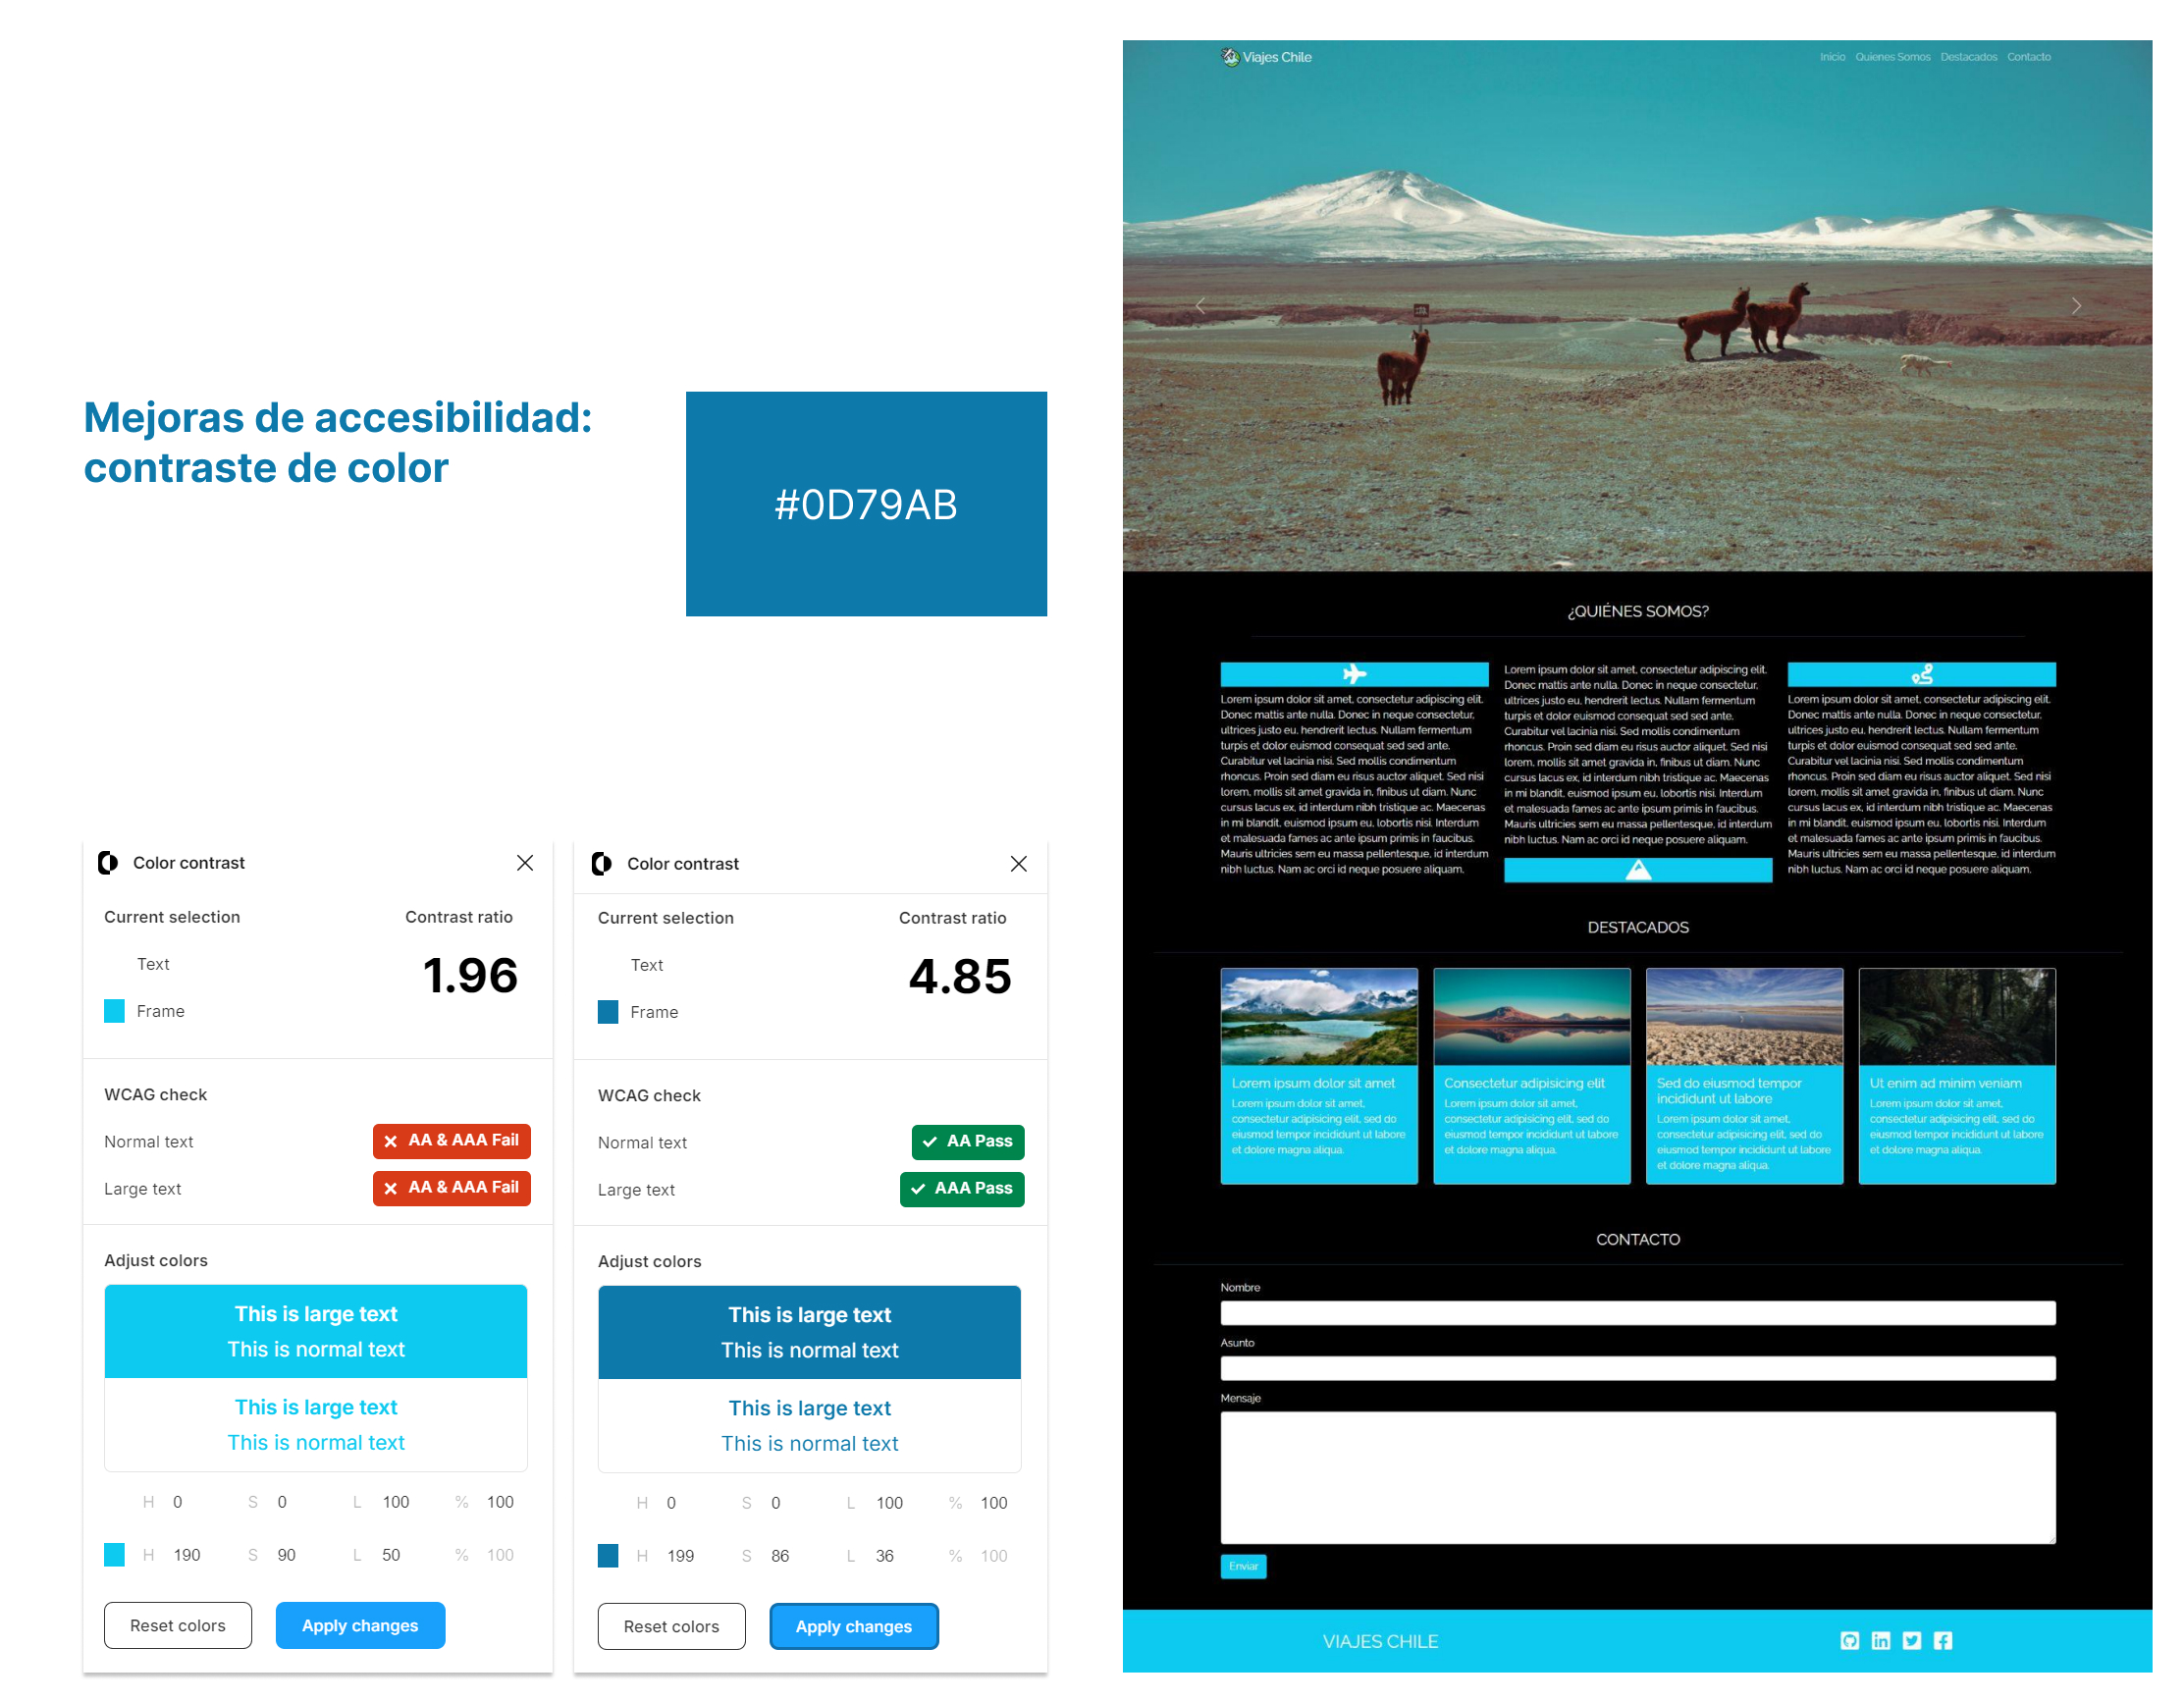 Mejoras de accesibilidad:
contraste de color
#0D79AB
Color contrast
Current selection
Contrast ratio
Text
1.96
Frame
WCAG check
Normal text
AA & AAA Fail
Large text
AA & AAA Fail
Adjust colors
This is large text
This is normal text
This is large text
This is normal text
H 0 S 0 L 100 % 100
H 190 S 90 L 50 % 100
Reset colors
Apply changes
Color contrast
Current selection
Contrast ratio
Text
4.85
Frame
WCAG check
Normal text
AA Pass
Large text
AAA Pass
Adjust colors
This is large text
This is normal text
This is large text
This is normal text
H 0 S 0 L 100 % 100
H 199 S 86 L 36 % 100
Reset colors
Apply changes
Viajes Chile
Inicio Quienes Somos Destacados Contacto
¿QUIÉNES SOMOS?
Lorem ipsum dolor sit amet, consectetur adipiscing elit.
Donec mattis ante nulla. Donec in neque consectetur,
ultrices justo eu, hendrerit lectus. Nullam fermentum
turpis et dolor euismod consequat sed sed ante.
Curabitur vel lacinia nisi. Sed mollis condimentum
rhoncus. Proin sed diam eu risus auctor aliquet. Sed nisi
lorem, mollis sit amet gravida in, finibus ut diam. Nunc
cursus lacus ex, id interdum nibh tristique ac. Maecenas
in mi blandit, euismod ipsum eu, lobortis nisi. Interdum
et malesuada fames ac ante ipsum primis in faucibus.
Mauris ultricies sem eu massa pellentesque, id interdum
nibh luctus. Nam ac orci id neque posuere aliquam.
Lorem ipsum dolor sit amet, consectetur adipiscing elit.
Donec mattis ante nulla. Donec in neque consectetur,
ultrices justo eu, hendrerit lectus. Nullam fermentum
turpis et dolor euismod consequat sed sed ante.
Curabitur vel lacinia nisi. Sed mollis condimentum
rhoncus. Proin sed diam eu risus auctor aliquet. Sed nisi
lorem, mollis sit amet gravida in, finibus ut diam. Nunc
cursus lacus ex, id interdum nibh tristique ac. Maecenas
in mi blandit, euismod ipsum eu, lobortis nisi. Interdum
et malesuada fames ac ante ipsum primis in faucibus.
Mauris ultricies sem eu massa pellentesque, id interdum
nibh luctus. Nam ac orci id neque posuere aliquam.
Lorem ipsum dolor sit amet, consectetur adipiscing elit.
Donec mattis ante nulla. Donec in neque consectetur,
ultrices justo eu, hendrerit lectus. Nullam fermentum
turpis et dolor euismod consequat sed sed ante.
Curabitur vel lacinia nisi. Sed mollis condimentum
rhoncus. Proin sed diam eu risus auctor aliquet. Sed nisi
lorem, mollis sit amet gravida in, finibus ut diam. Nunc
cursus lacus ex, id interdum nibh tristique ac. Maecenas
in mi blandit, euismod ipsum eu, lobortis nisi. Interdum
et malesuada fames ac ante ipsum primis in faucibus.
Mauris ultricies sem eu massa pellentesque, id interdum
nibh luctus. Nam ac orci id neque posuere aliquam.
DESTACADOS
Lorem ipsum dolor sit amet
Lorem ipsum dolor sit amet,
consectetur adipisicing elit, sed do
eiusmod tempor incididunt ut labore
et dolore magna aliqua.
Consectetur adipisicing elit
Lorem ipsum dolor sit amet,
consectetur adipisicing elit, sed do
eiusmod tempor incididunt ut labore
et dolore magna aliqua.
Sed do eiusmod tempor
incididunt ut labore
Lorem ipsum dolor sit amet,
consectetur adipisicing elit, sed do
eiusmod tempor incididunt ut labore
et dolore magna aliqua.
Ut enim ad minim veniam
Lorem ipsum dolor sit amet,
consectetur adipisicing elit, sed do
eiusmod tempor incididunt ut labore
et dolore magna aliqua.
CONTACTO
Nombre
Asunto
Mensaje
Enviar
VIAJES CHILE